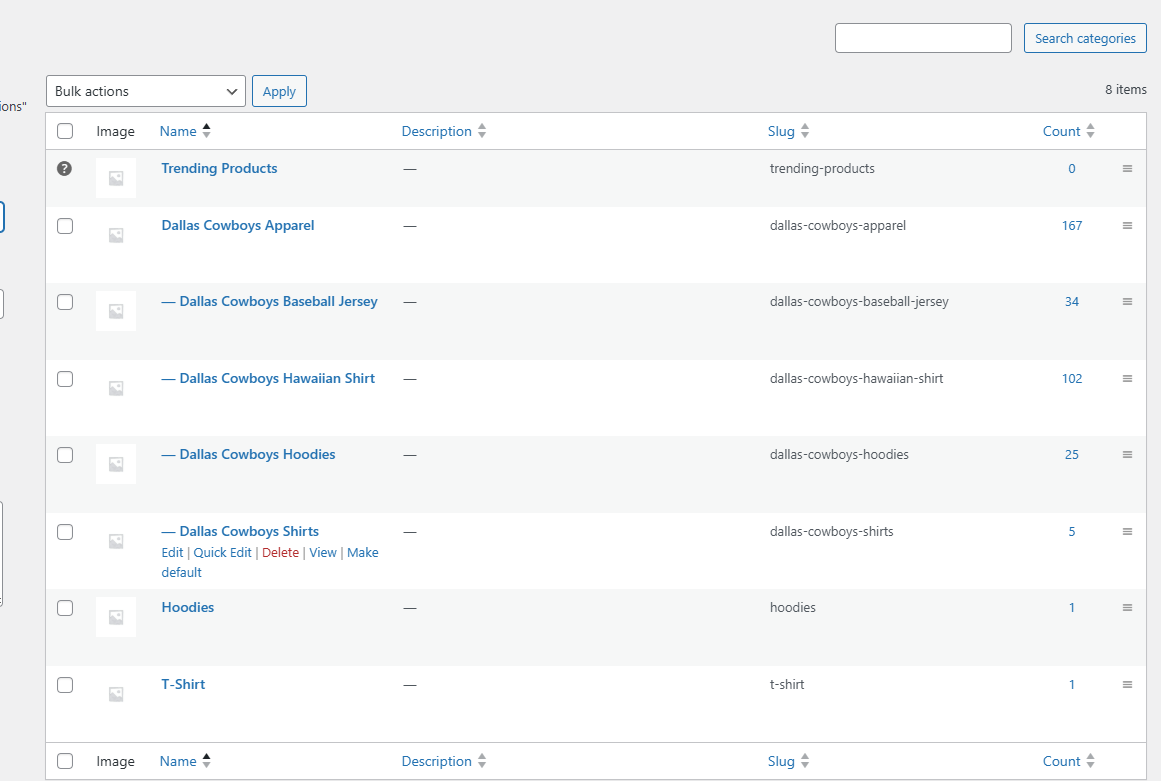 Search categories
Bulk actions Apply 8 items
ions"
Image Name Description Slug Count
? Trending Products — trending-products 0
Dallas Cowboys Apparel — dallas-cowboys-apparel 167
— Dallas Cowboys Baseball Jersey — dallas-cowboys-baseball-jersey 34
— Dallas Cowboys Hawaiian Shirt — dallas-cowboys-hawaiian-shirt 102
— Dallas Cowboys Hoodies — dallas-cowboys-hoodies 25
— Dallas Cowboys Shirts — dallas-cowboys-shirts 5
Edit | Quick Edit | Delete | View | Make
default
Hoodies — hoodies 1
T-Shirt — t-shirt 1
Image Name Description Slug Count